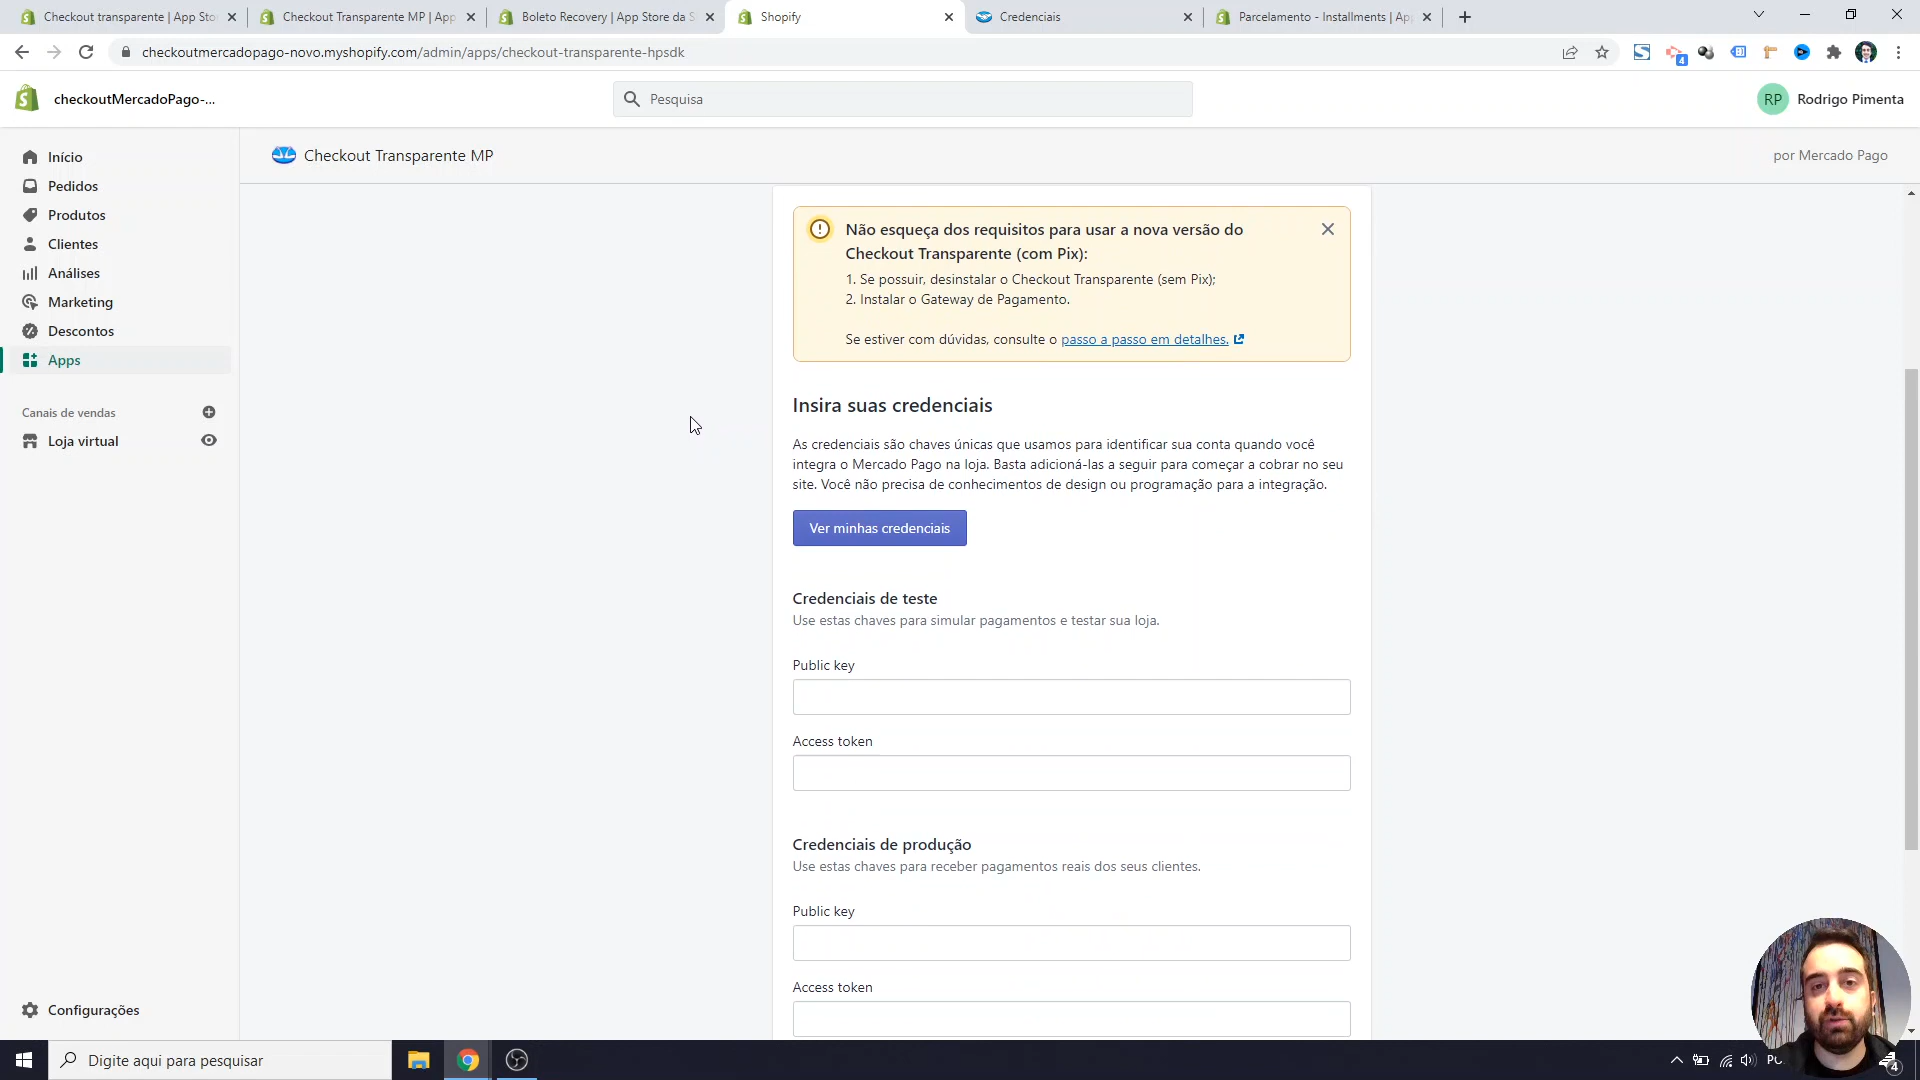 Checkout transparente | App Sto
Checkout Transparente MP | App
Boleto Recovery | App Store da S
Shopify
Credenciais
Parcelamento - Installments | Ap
checkoutmercadopago-novo.myshopify.com/admin/apps/checkout-transparente-hpsdk
4
checkoutMercadoPago-...
Pesquisa
RP
Rodrigo Pimenta
Início
Pedidos
Produtos
Clientes
Análises
Marketing
Descontos
Apps
Canais de vendas
Loja virtual
Configurações
Checkout Transparente MP
por Mercado Pago
Não esqueça dos requisitos para usar a nova versão do
Checkout Transparente (com Pix):
1. Se possuir, desinstalar o Checkout Transparente (sem Pix);
2. Instalar o Gateway de Pagamento.
Se estiver com dúvidas, consulte o passo a passo em detalhes.
Insira suas credenciais
As credenciais são chaves únicas que usamos para identificar sua conta quando você
integra o Mercado Pago na loja. Basta adicioná-las a seguir para começar a cobrar no seu
site. Você não precisa de conhecimentos de design ou programação para a integração.
Ver minhas credenciais
Credenciais de teste
Use estas chaves para simular pagamentos e testar sua loja.
Public key
Access token
Credenciais de produção
Use estas chaves para receber pagamentos reais dos seus clientes.
Public key
Access token
Digite aqui para pesquisar
4